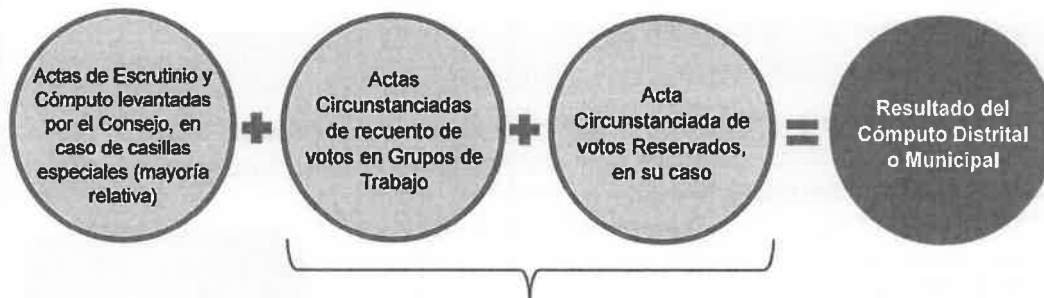 Actas de Escrutinio y
Cómputo levantadas
por el Consejo, en
caso de casillas
especiales (mayoría
relativa)
+
Actas
Circunstanciadas
de recuento de
votos en Grupos de
Trabajo
+
Acta
Circunstanciada de
votos Reservados,
en su caso
=
Resultado del
Cómputo Distrital
o Municipal